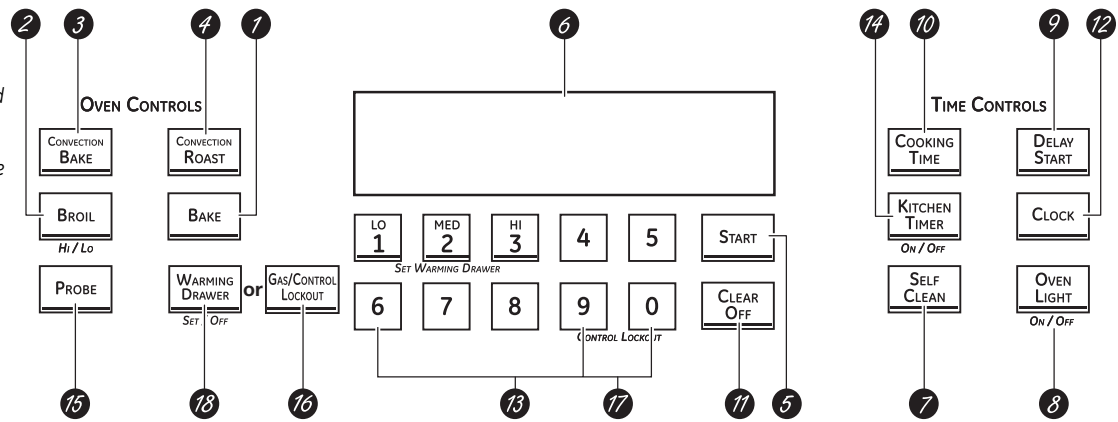 2 3 4 1 6 14 10 9 12
d
OVEN CONTROLS
TIME CONTROLS
CONVECTION
BAKE
CONVECTION
ROAST
COOKING
TIME
DELAY
START
e
BROIL
HI / LO
BAKE
LO
1
MED
2
HI
3
4
5
START
SET WARMING DRAWER
KITCHEN
TIMER
ON / OFF
CLOCK
PROBE
WARMING
DRAWER
SET / OFF
or
GAS/CONTROL
LOCKOUT
6
7
8
9
0
CONTROL LOCKOUT
CLEAR
OFF
SELF
CLEAN
OVEN
LIGHT
ON / OFF
15 18 16 13 17 11 5 7 8